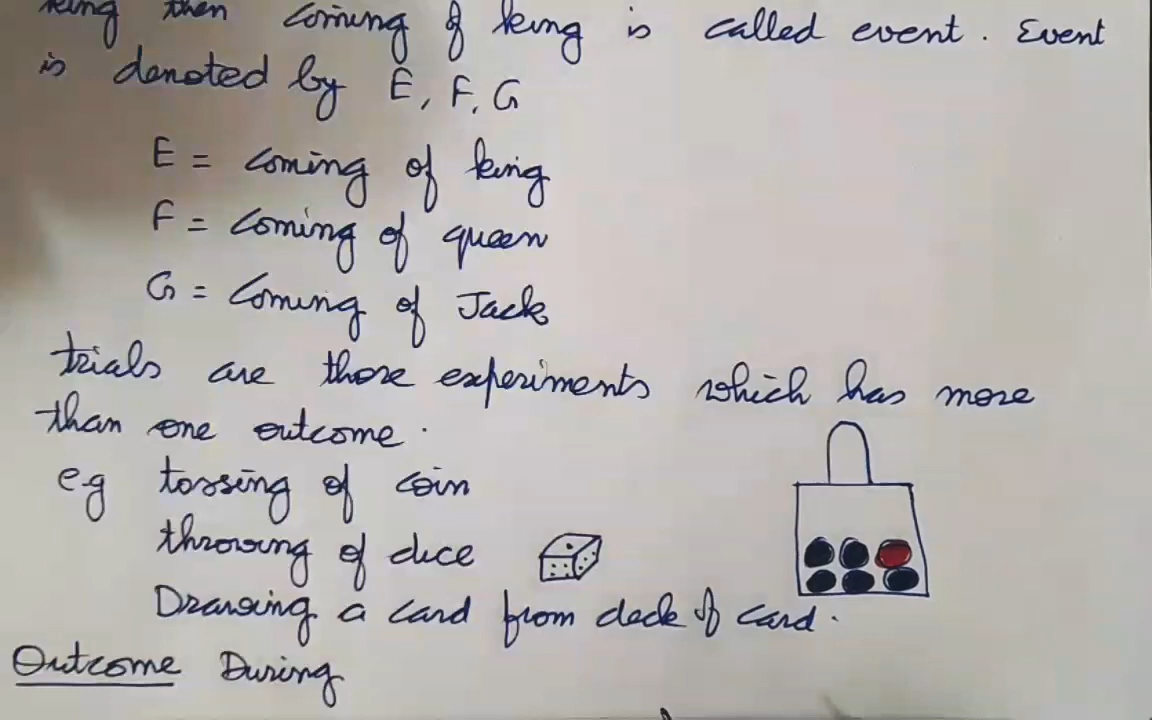 king then coming of king is called event. Event
is denoted by E, F, G
E = coming of king
F = coming of queen
G = coming of Jack
trials are those experiments which has more
than one outcome.
eg tossing of coin
throwing of dice
Drawing a card from deck of card.
Outcome During